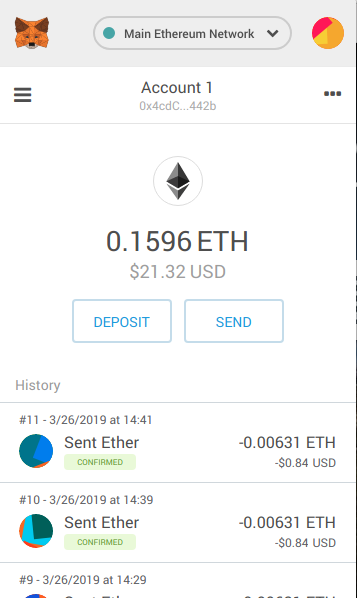 Main Ethereum Network
Account 1
0x4cdC...442b
0.1596 ETH
$21.32 USD
DEPOSIT SEND
History
#11 - 3/26/2019 at 14:41
Sent Ether -0.00631 ETH
CONFIRMED -$0.84 USD
#10 - 3/26/2019 at 14:39
Sent Ether -0.00631 ETH
CONFIRMED -$0.84 USD
#9 - 3/26/2019 at 14:29